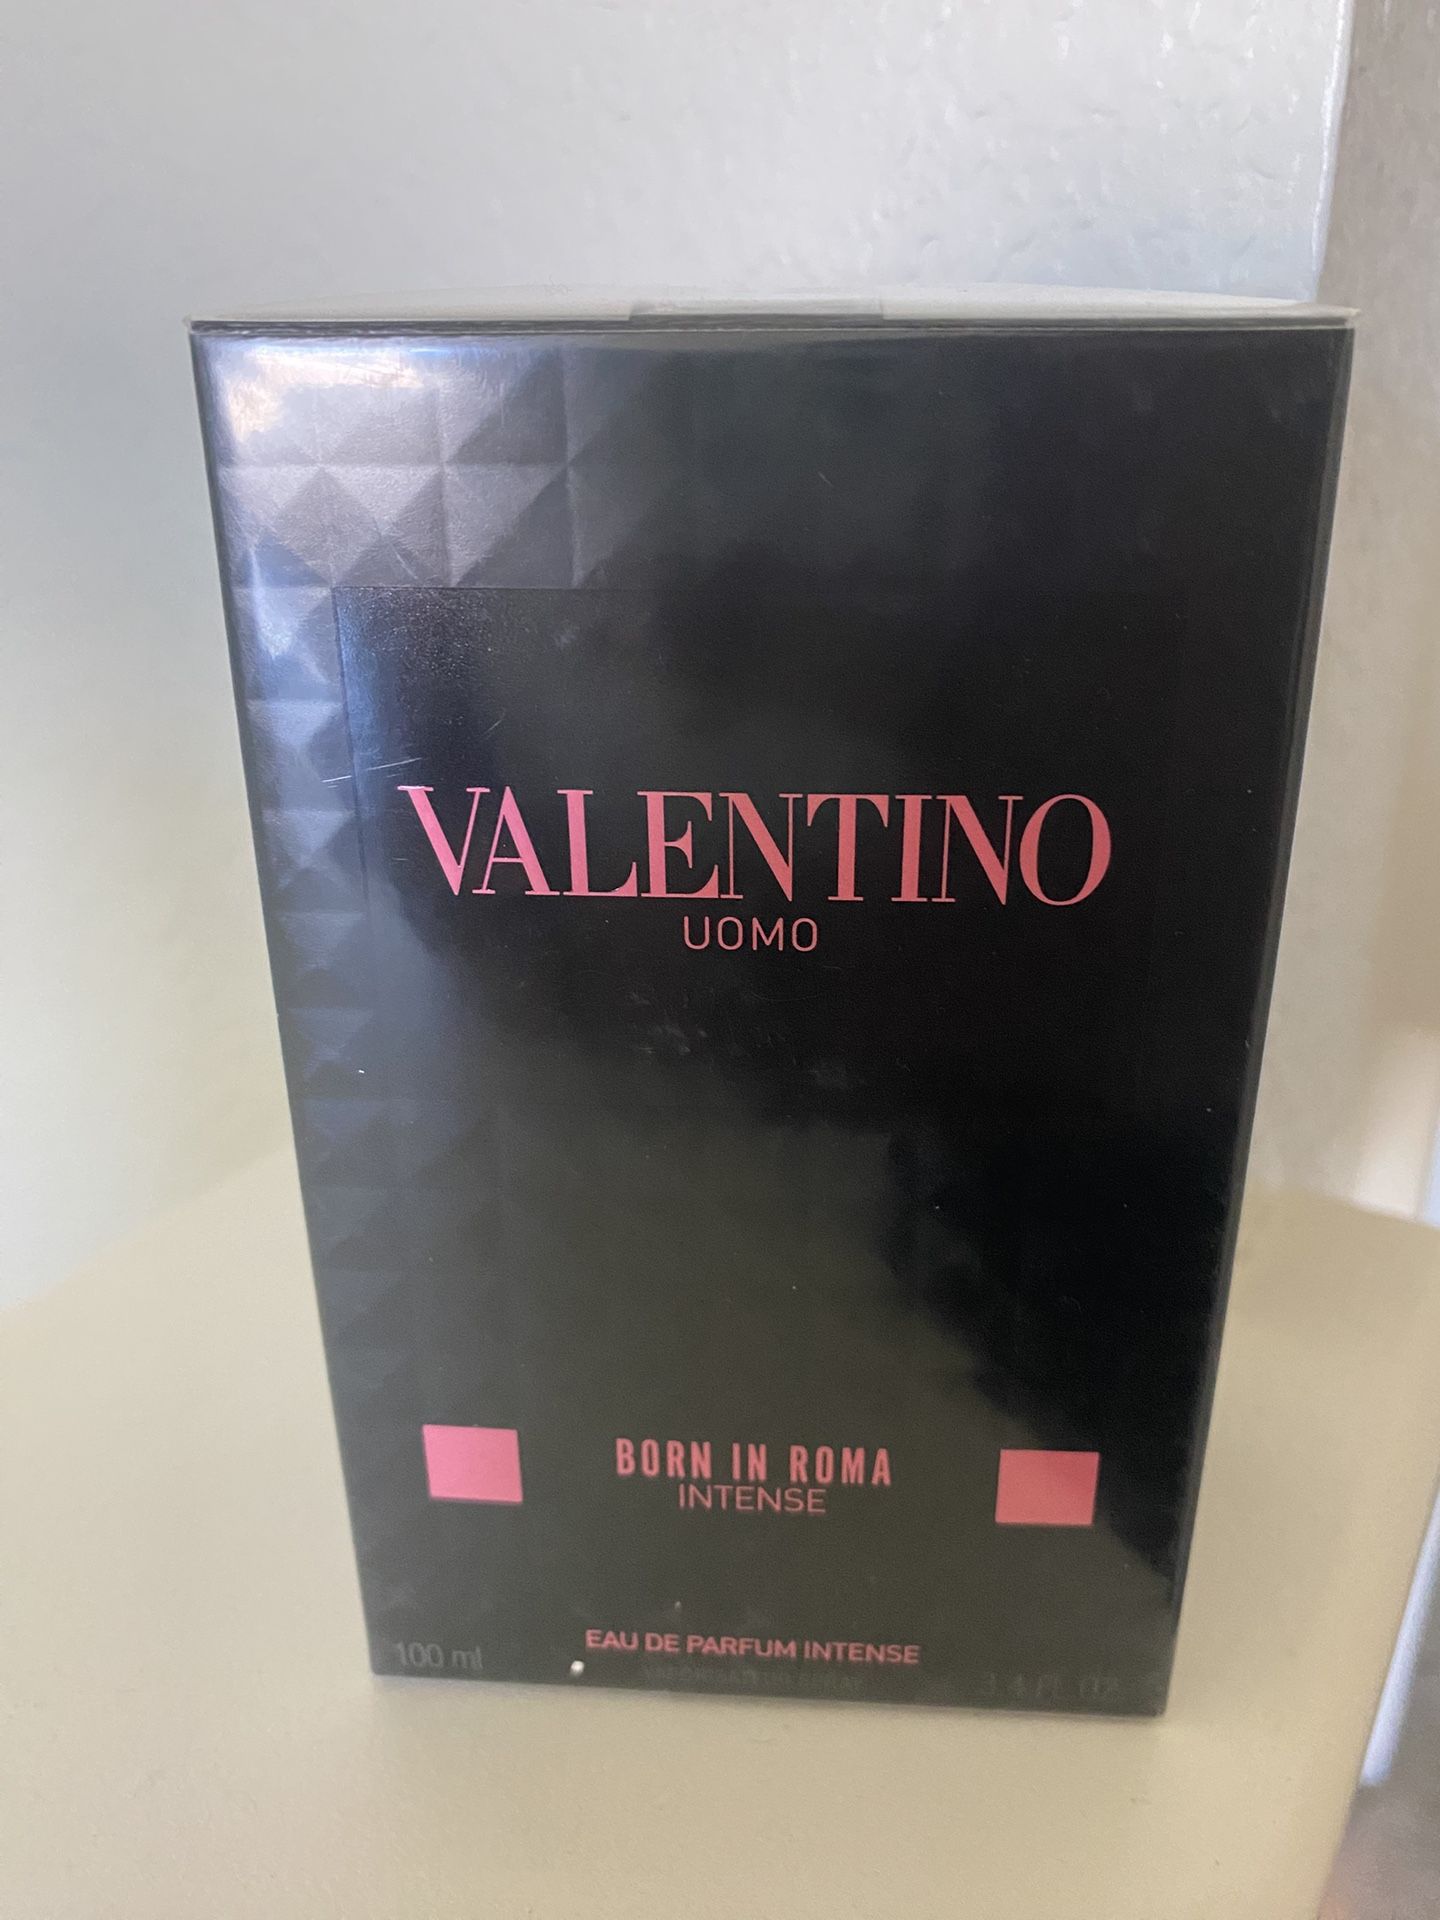 VALENTINO
UOMO
BORN IN ROMA
INTENSE
EAU DE PARFUM INTENSE
100 ml